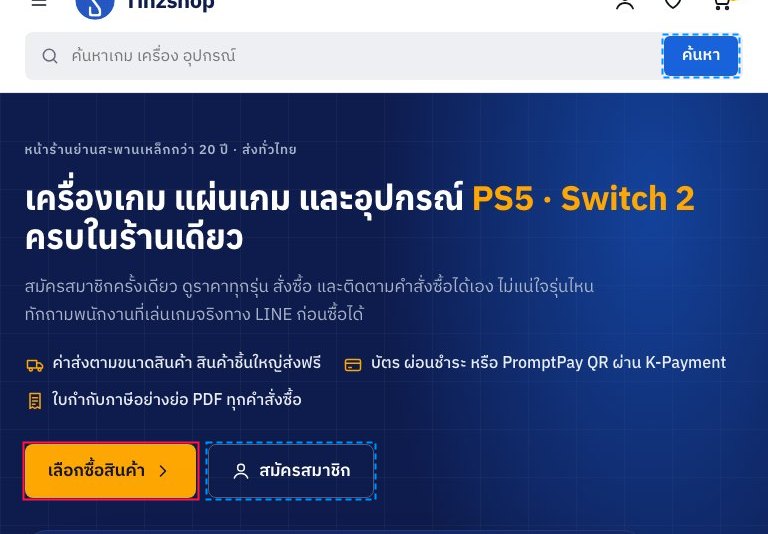 Tinzshop
ค้นหาเกม เครื่อง อุปกรณ์
ค้นหา
หน้าร้านย่านสะพานเหล็กกว่า 20 ปี · ส่งทั่วไทย
เครื่องเกม แผ่นเกม และอุปกรณ์ PS5 · Switch 2
ครบในร้านเดียว
สมัครสมาชิกครั้งเดียว ดูราคาทุกรุ่น สั่งซื้อ และติดตามคำสั่งซื้อได้เอง ไม่แน่ใจรุ่นไหน
ทักถามพนักงานที่เล่นเกมจริงทาง LINE ก่อนซื้อได้
ค่าส่งตามขนาดสินค้า สินค้าชิ้นใหญ่ส่งฟรี
บัตร ผ่อนชำระ หรือ PromptPay QR ผ่าน K-Payment
ใบกำกับภาษีอย่างย่อ PDF ทุกคำสั่งซื้อ
เลือกซื้อสินค้า
สมัครสมาชิก